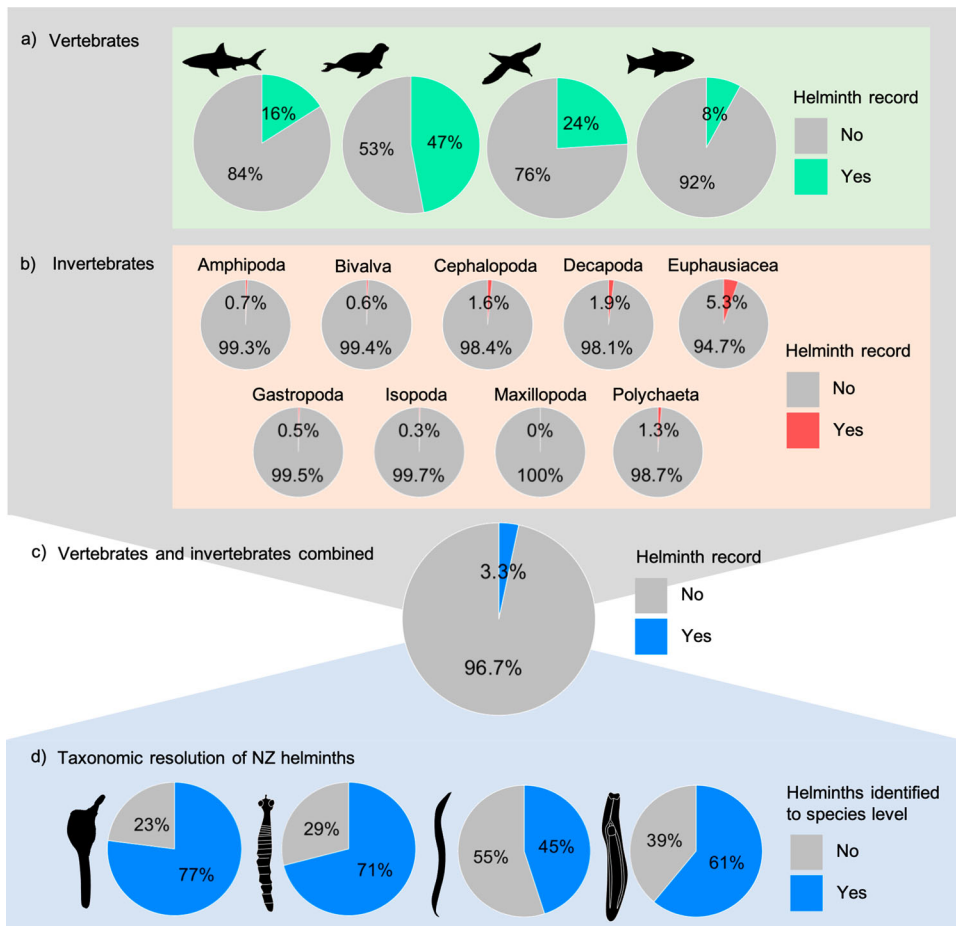 a) Vertebrates
16%
84%
53%
47%
24%
76%
8%
92%
Helminth record
No
Yes
b) Invertebrates
Amphipoda
0.7%
99.3%
Bivalva
0.6%
99.4%
Cephalopoda
1.6%
98.4%
Decapoda
1.9%
98.1%
Euphausiacea
5.3%
94.7%
Gastropoda
0.5%
99.5%
Isopoda
0.3%
99.7%
Maxillopoda
0%
100%
Polychaeta
1.3%
98.7%
Helminth record
No
Yes
c) Vertebrates and invertebrates combined
3.3%
96.7%
Helminth record
No
Yes
d) Taxonomic resolution of NZ helminths
23%
77%
29%
71%
55%
45%
39%
61%
Helminths identified
to species level
No
Yes